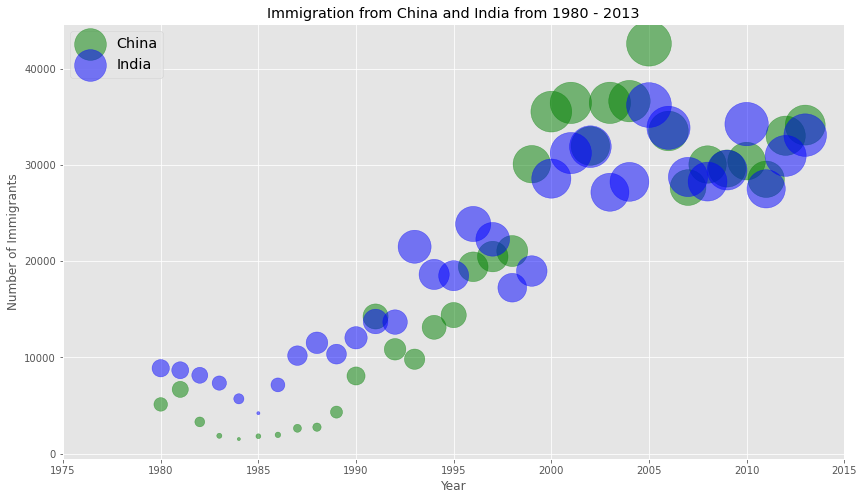 Immigration from China and India from 1980 - 2013
China
India
40000
30000
20000
10000
0
Number of Immigrants
1975 1980 1985 1990 1995 2000 2005 2010 2015
Year